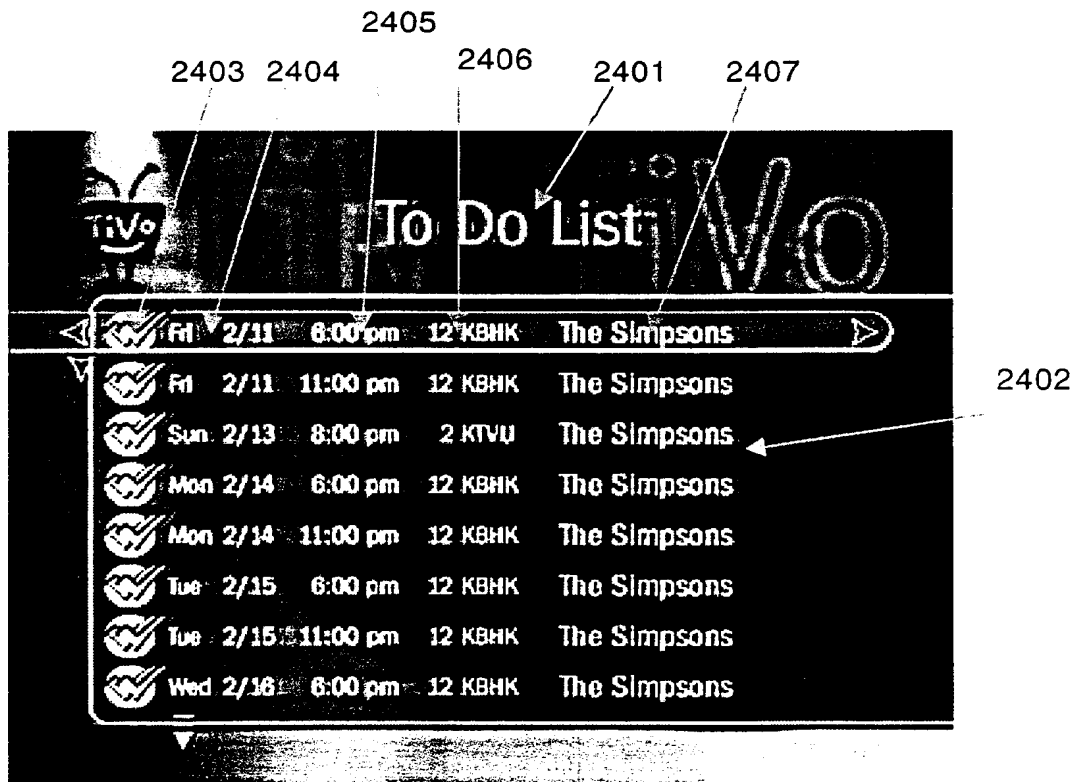 2405
2403 2404 2406 2401 2407
TiVo
To Do List
iVo
Fri 2/11 6:00 pm 12 KBHK The Simpsons
Fri 2/11 11:00 pm 12 KBHK The Simpsons
2402
Sun 2/13 8:00 pm 2 KTVU The Simpsons
Mon 2/14 6:00 pm 12 KBHK The Simpsons
Mon 2/14 11:00 pm 12 KBHK The Simpsons
Tue 2/15 6:00 pm 12 KBHK The Simpsons
Tue 2/15 11:00 pm 12 KBHK The Simpsons
Wed 2/16 6:00 pm 12 KBHK The Simpsons